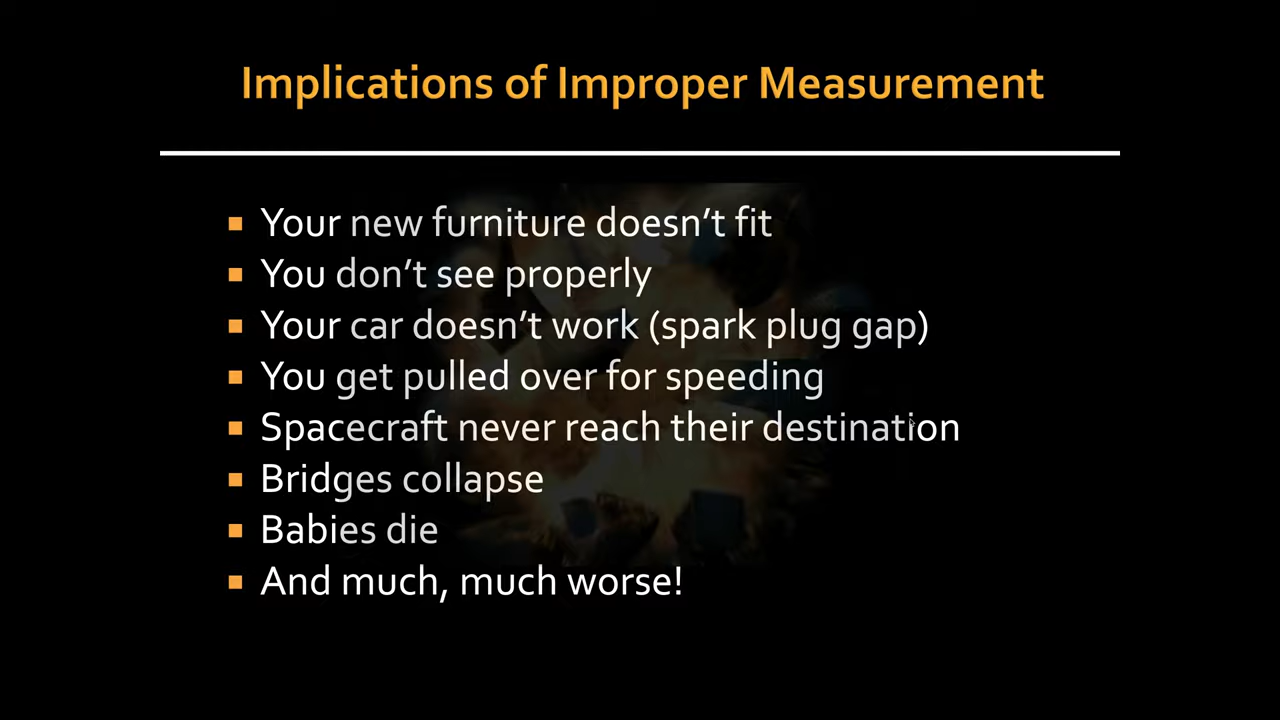 Implications of Improper Measurement
Your new furniture doesn’t fit
You don’t see properly
Your car doesn’t work (spark plug gap)
You get pulled over for speeding
Spacecraft never reach their destination
Bridges collapse
Babies die
And much, much worse!